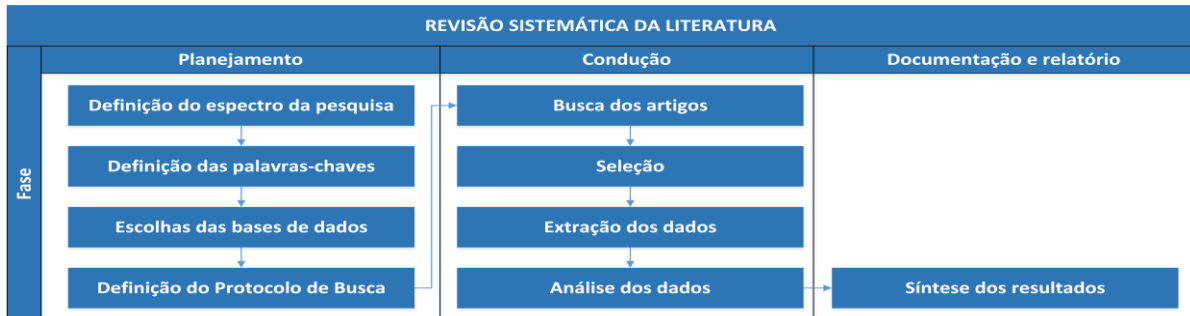 REVISÃO SISTEMÁTICA DA LITERATURA
Fase
Planejamento
Definição do espectro da pesquisa
Definição das palavras-chaves
Escolhas das bases de dados
Definição do Protocolo de Busca
Condução
Busca dos artigos
Seleção
Extração dos dados
Análise dos dados
Documentação e relatório
Síntese dos resultados